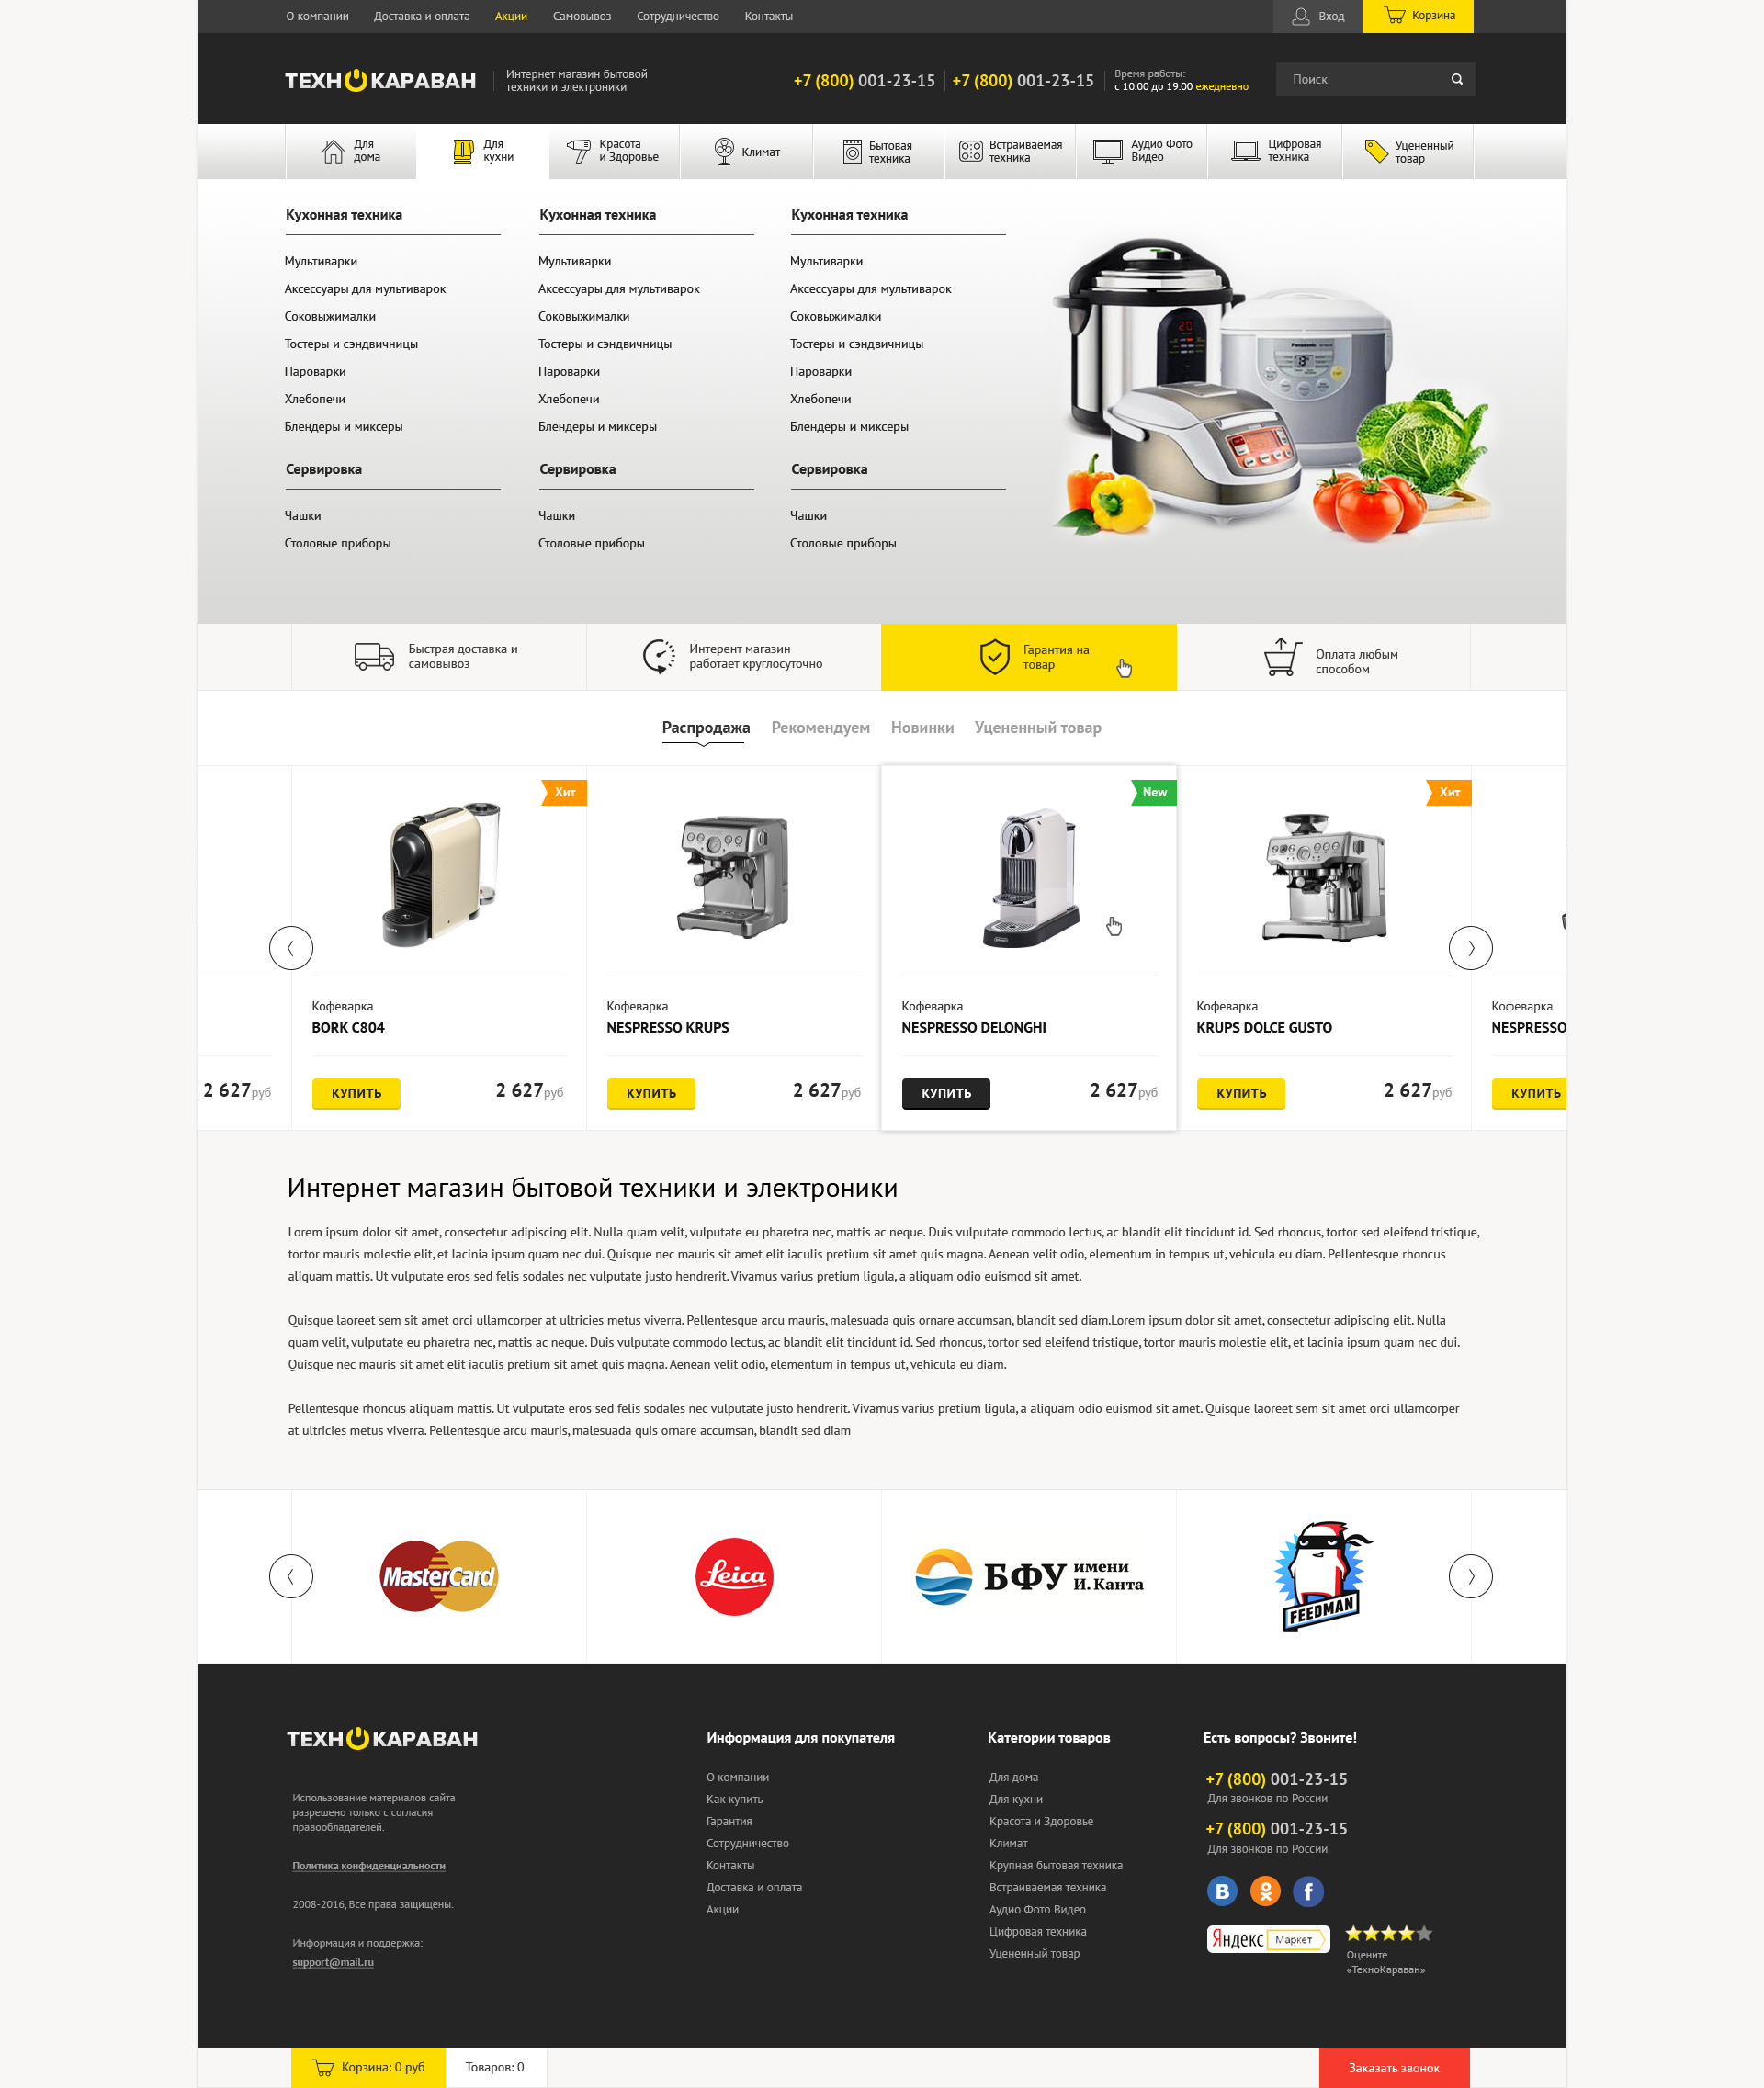 О компании Доставка и оплата Акции Самовывоз Сотрудничество Контакты Вход Корзина
ТЕХНОКАРАВАН
Интернет магазин бытовой
техники и электроники
+7 (800) 001-23-15 +7 (800) 001-23-15
Время работы:
с 10.00 до 19.00 ежедневно
Поиск
Для
дома
Для
кухни
Красота
и Здоровье
Климат
Бытовая
техника
Встраиваемая
техника
Аудио Фото
Видео
Цифровая
техника
Уцененный
товар
Кухонная техника
Мультиварки
Аксессуары для мультиварок
Соковыжималки
Тостеры и сэндвичницы
Пароварки
Хлебопечи
Блендеры и миксеры
Сервировка
Чашки
Столовые приборы
Кухонная техника
Мультиварки
Аксессуары для мультиварок
Соковыжималки
Тостеры и сэндвичницы
Пароварки
Хлебопечи
Блендеры и миксеры
Сервировка
Чашки
Столовые приборы
Кухонная техника
Мультиварки
Аксессуары для мультиварок
Соковыжималки
Тостеры и сэндвичницы
Пароварки
Хлебопечи
Блендеры и миксеры
Сервировка
Чашки
Столовые приборы
Panasonic
20
Быстрая доставка и
самовывоз
Интерент магазин
работает круглосуточно
Гарантия на
товар
Оплата любым
способом
Распродажа Рекомендуем Новинки Уцененный товар
2 627руб
Хит
Кофеварка
BORK C804
КУПИТЬ 2 627руб
Кофеварка
NESPRESSO KRUPS
КУПИТЬ 2 627руб
New
Кофеварка
NESPRESSO DELONGHI
КУПИТЬ 2 627руб
Хит
Кофеварка
KRUPS DOLCE GUSTO
КУПИТЬ 2 627руб
Кофеварка
NESPRESSO
КУПИТЬ
Интернет магазин бытовой техники и электроники
Lorem ipsum dolor sit amet, consectetur adipiscing elit. Nulla quam velit, vulputate eu pharetra nec, mattis ac neque. Duis vulputate commodo lectus, ac blandit elit tincidunt id. Sed rhoncus, tortor sed eleifend tristique,
tortor mauris molestie elit, et lacinia ipsum quam nec dui. Quisque nec mauris sit amet elit iaculis pretium sit amet quis magna. Aenean velit odio, elementum in tempus ut, vehicula eu diam. Pellentesque rhoncus
aliquam mattis. Ut vulputate eros sed felis sodales nec vulputate justo hendrerit. Vivamus varius pretium ligula, a aliquam odio euismod sit amet.
Quisque laoreet sem sit amet orci ullamcorper at ultricies metus viverra. Pellentesque arcu mauris, malesuada quis ornare accumsan, blandit sed diam.Lorem ipsum dolor sit amet, consectetur adipiscing elit. Nulla
quam velit, vulputate eu pharetra nec, mattis ac neque. Duis vulputate commodo lectus, ac blandit elit tincidunt id. Sed rhoncus, tortor sed eleifend tristique, tortor mauris molestie elit, et lacinia ipsum quam nec dui.
Quisque nec mauris sit amet elit iaculis pretium sit amet quis magna. Aenean velit odio, elementum in tempus ut, vehicula eu diam.
Pellentesque rhoncus aliquam mattis. Ut vulputate eros sed felis sodales nec vulputate justo hendrerit. Vivamus varius pretium ligula, a aliquam odio euismod sit amet. Quisque laoreet sem sit amet orci ullamcorper
at ultricies metus viverra. Pellentesque arcu mauris, malesuada quis ornare accumsan, blandit sed diam
MasterCard
Leica
БФУ имени
И. Канта
FEEDMAN
ТЕХНОКАРАВАН
Использование материалов сайта
разрешено только с согласия
правообладателей.
Политика конфиденциальности
2008-2016, Все права защищены.
Информация и поддержка:
support@mail.ru
Информация для покупателя
О компании
Как купить
Гарантия
Сотрудничество
Контакты
Доставка и оплата
Акции
Категории товаров
Для дома
Для кухни
Красота и Здоровье
Климат
Крупная бытовая техника
Встраиваемая техника
Аудио Фото Видео
Цифровая техника
Уцененный товар
Есть вопросы? Звоните!
+7 (800) 001-23-15
Для звонков по России
+7 (800) 001-23-15
Для звонков по России
Яндекс Маркет
Оцените
«ТехноКараван»
Корзина: 0 руб Товаров: 0 Заказать звонок